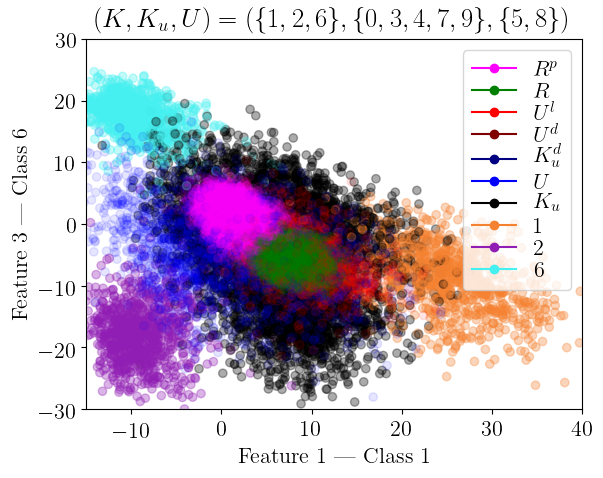 (K, K_u, U) = ({1, 2, 6}, {0, 3, 4, 7, 9}, {5, 8})
30
20
10
0
−10
−20
−30
Feature 3 — Class 6
R^p
R
U^l
U^d
K_u^d
U
K_u
1
2
6
−10
0
10
20
30
40
Feature 1 — Class 1